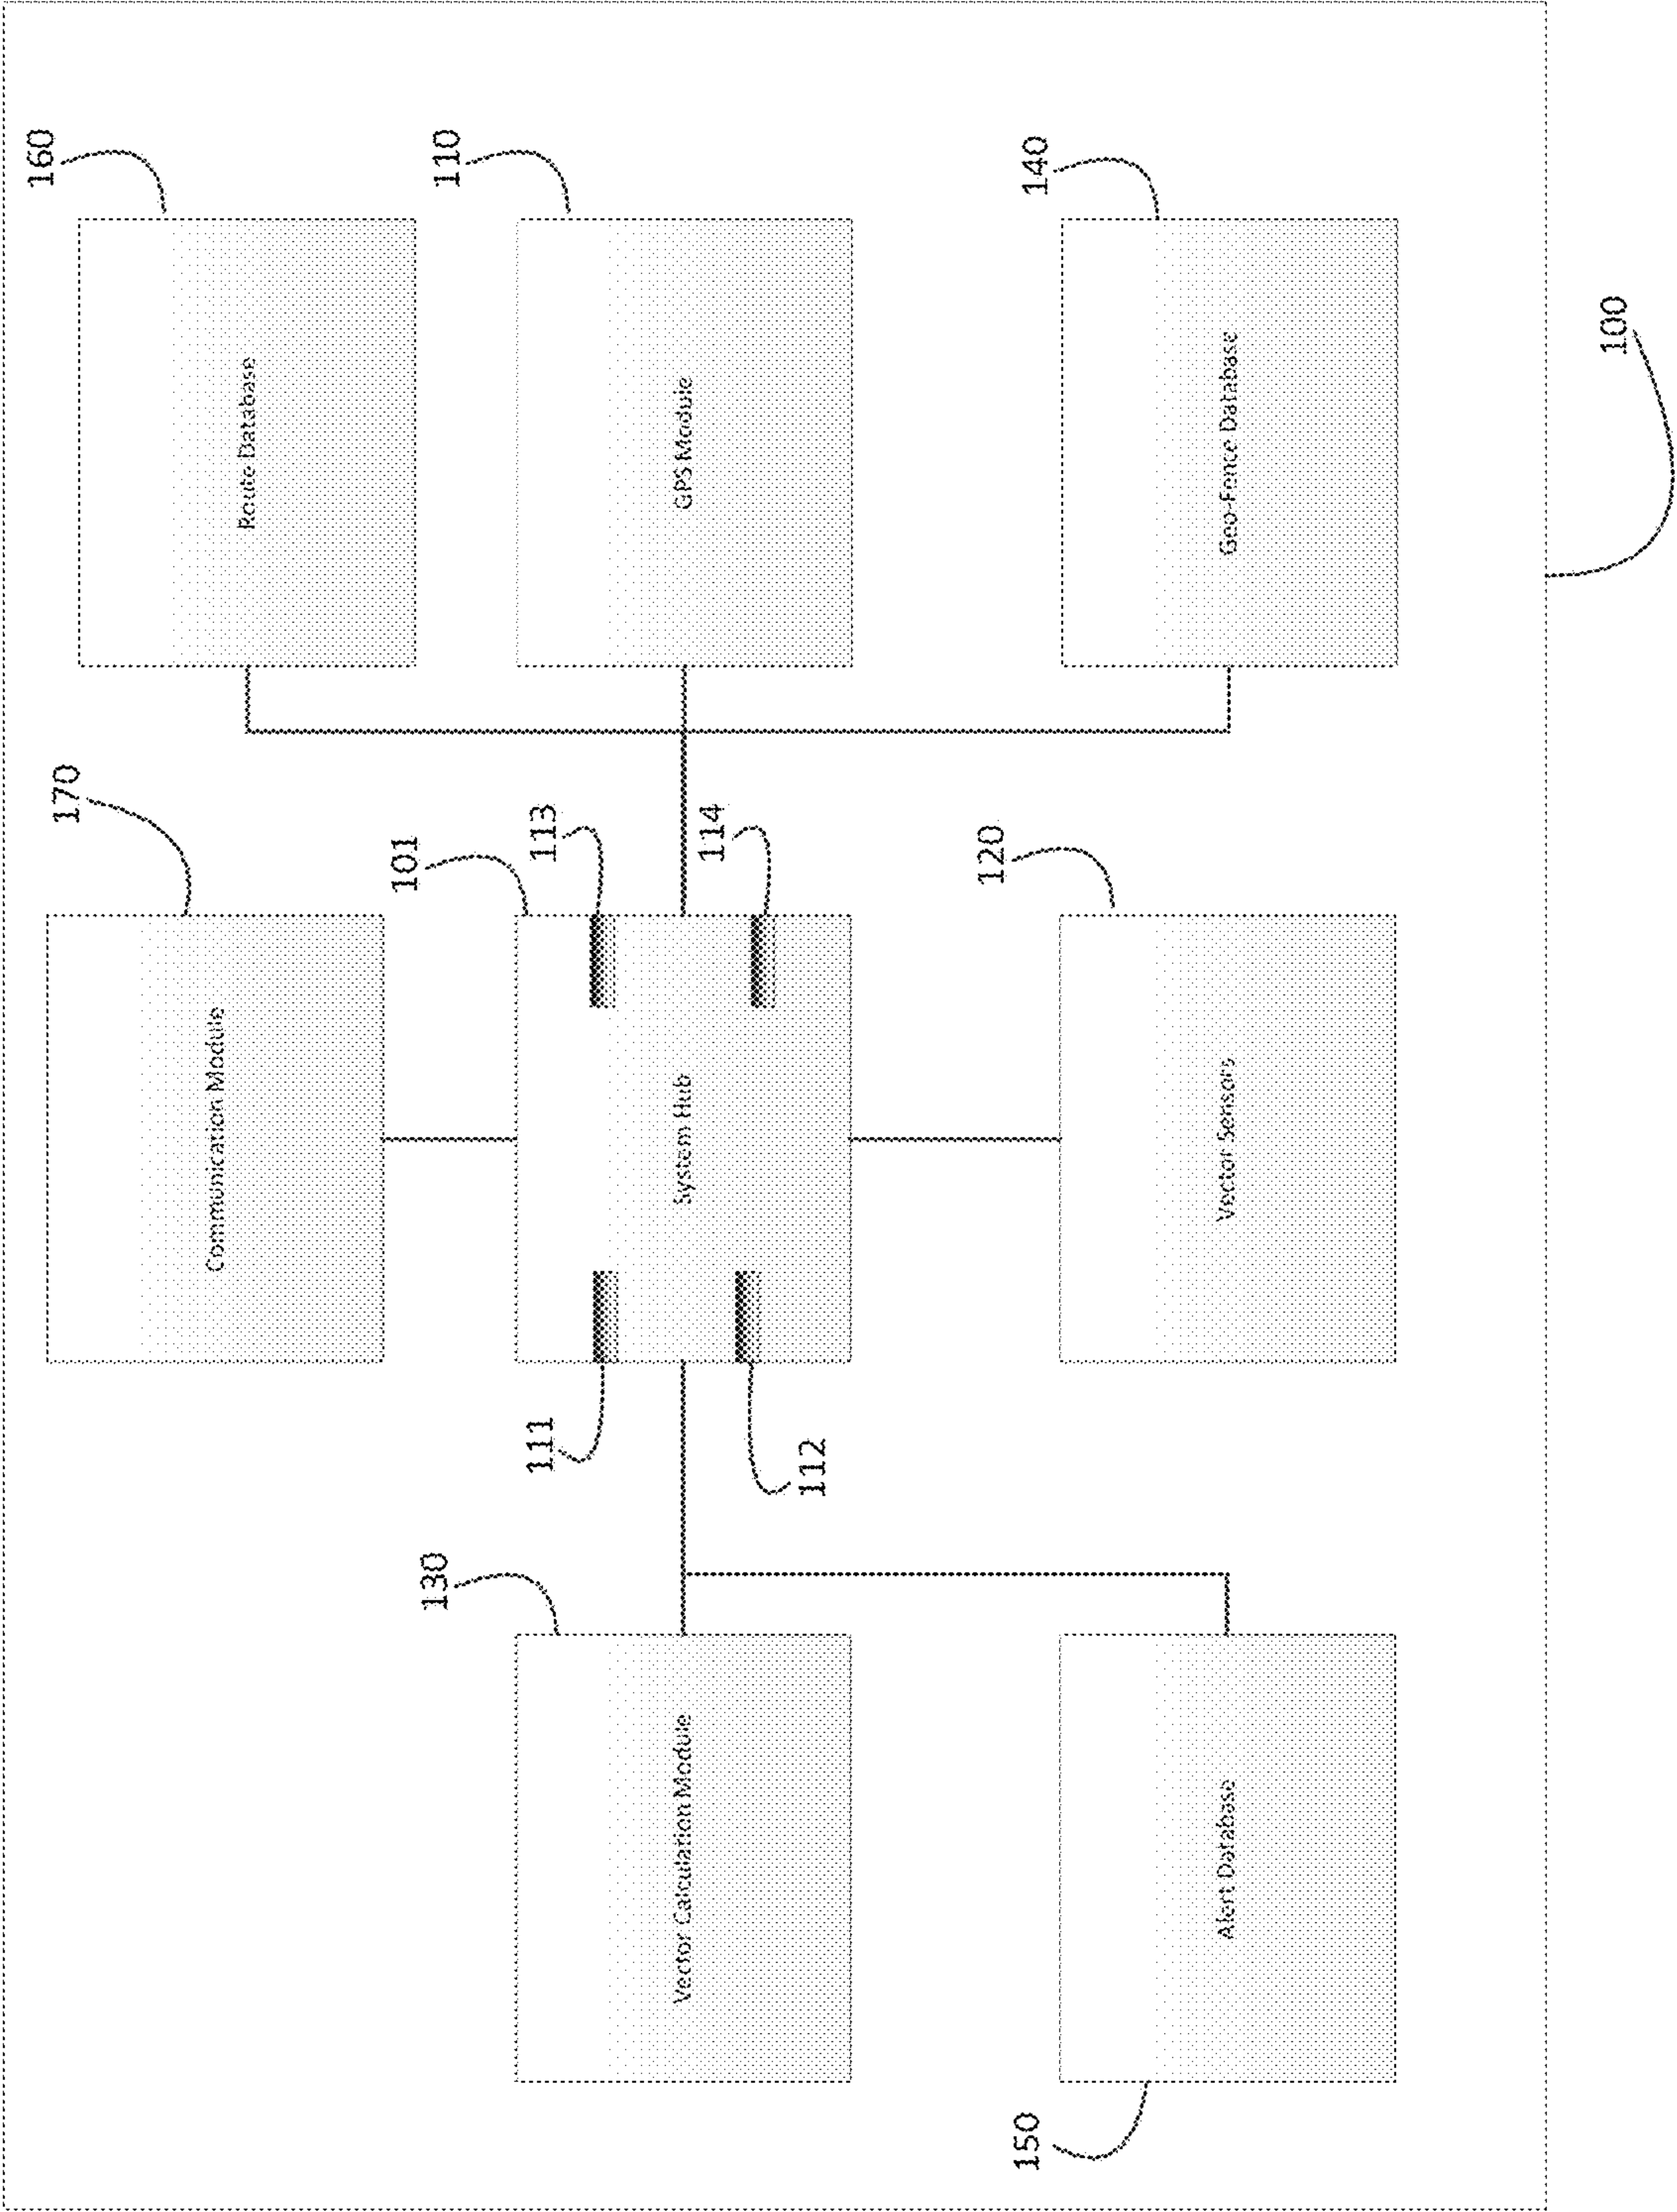 170
160
Communication Module
Route Database
130
101
110
111
113
Vector Calculation Module
System Hub
GPS Module
114
112
150
120
140
Alert Database
Vector Sensors
Geo-Fence Database
100